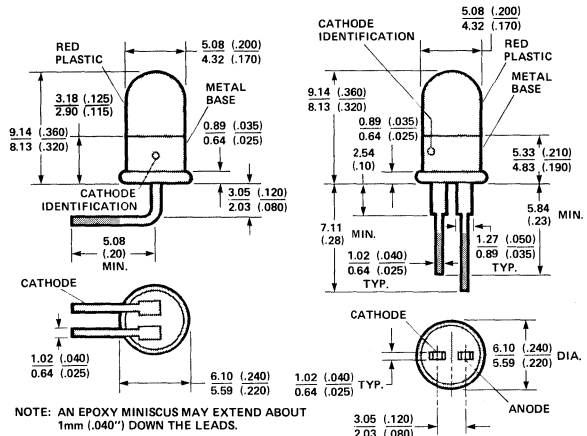 RED
PLASTIC
5.08 (.200)
4.32 (.170)
METAL
BASE
3.18 (.125)
2.90 (.115)
9.14 (.360)
8.13 (.320)
0.89 (.035)
0.64 (.025)
CATHODE
IDENTIFICATION
3.05 (.120)
2.03 (.080)
5.08
(.20)
MIN.
CATHODE
1.02 (.040)
0.64 (.025)
6.10 (.240)
5.59 (.220)
NOTE: AN EPOXY MINISCUS MAY EXTEND ABOUT
1mm (.040") DOWN THE LEADS.
5.08 (.200)
4.32 (.170)
CATHODE
IDENTIFICATION
RED
PLASTIC
METAL
BASE
9.14 (.360)
8.13 (.320)
0.89 (.035)
0.64 (.025)
2.54
(.10)
5.33 (.210)
4.83 (.190)
7.11
(.28)
MIN.
5.84
(.23)
MIN.
1.27 (.050)
0.89 (.035)
TYP.
1.02 (.040)
0.64 (.025)
TYP.
CATHODE
6.10 (.240)
5.59 (.220)
DIA.
1.02 (.040)
0.64 (.025)
TYP.
ANODE
3.05 (.120)
2.03 (.080)